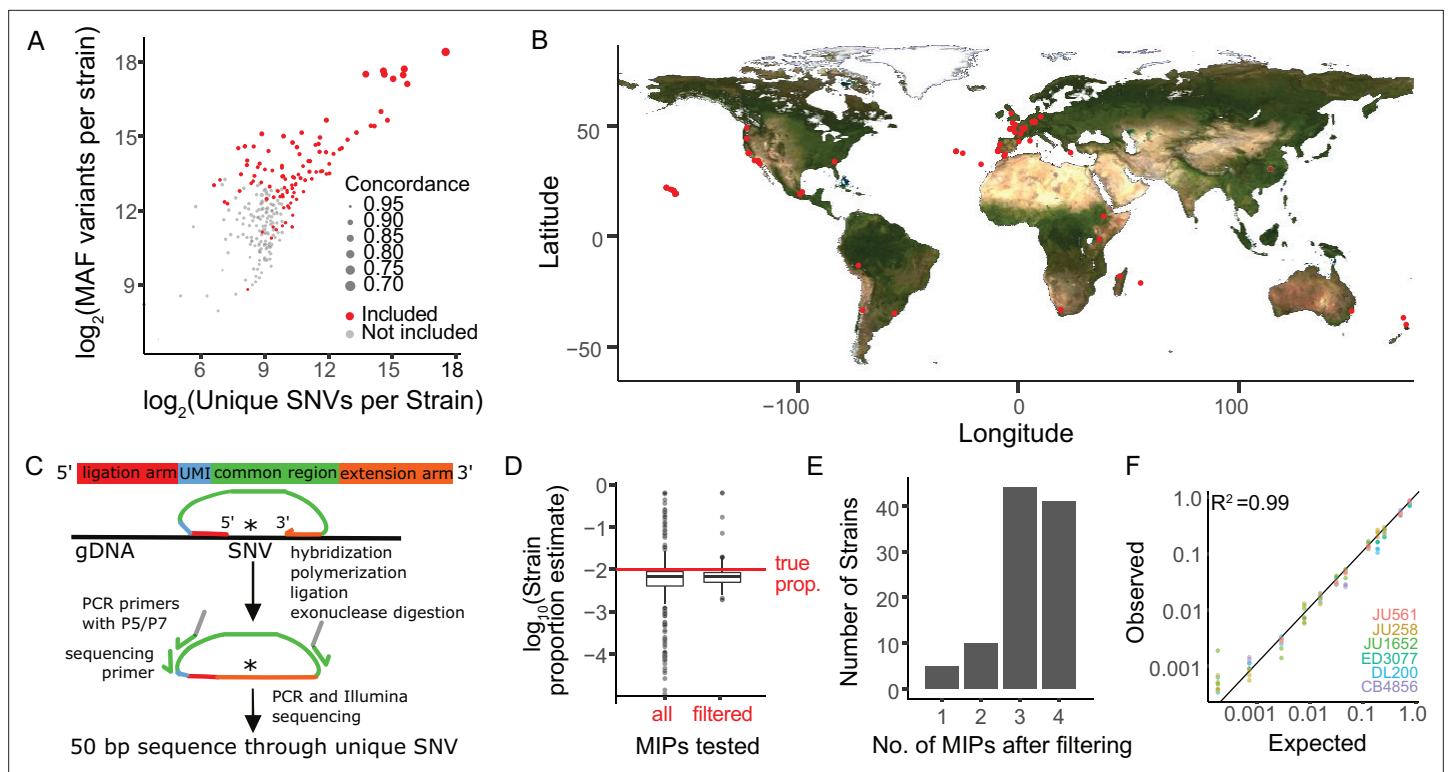 A
log₂(MAF variants per strain)
18
15
12
9
6
9
12
15
18
log₂(Unique SNVs per Strain)
Concordance
0.95
0.90
0.85
0.80
0.75
0.70
Included
Not included
B
Latitude
50
0
−50
−100
0
100
Longitude
C
5' ligation arm UMI common region extension arm 3'
5' * 3'
gDNA
SNV
hybridization
polymerization
ligation
exonuclease digestion
PCR primers
with P5/P7
sequencing
primer
*
PCR and Illumina
sequencing
50 bp sequence through unique SNV
D
log₁₀(Strain
proportion estimate)
0
−1
−2
−3
−4
true
prop.
all
filtered
MIPs tested
E
Number of Strains
40
30
20
10
0
1
2
3
4
No. of MIPs after filtering
F
R²=0.99
Observed
1.0
0.1
0.01
0.001
JU561
JU258
JU1652
ED3077
DL200
CB4856
0.001
0.01
0.1
1.0
Expected